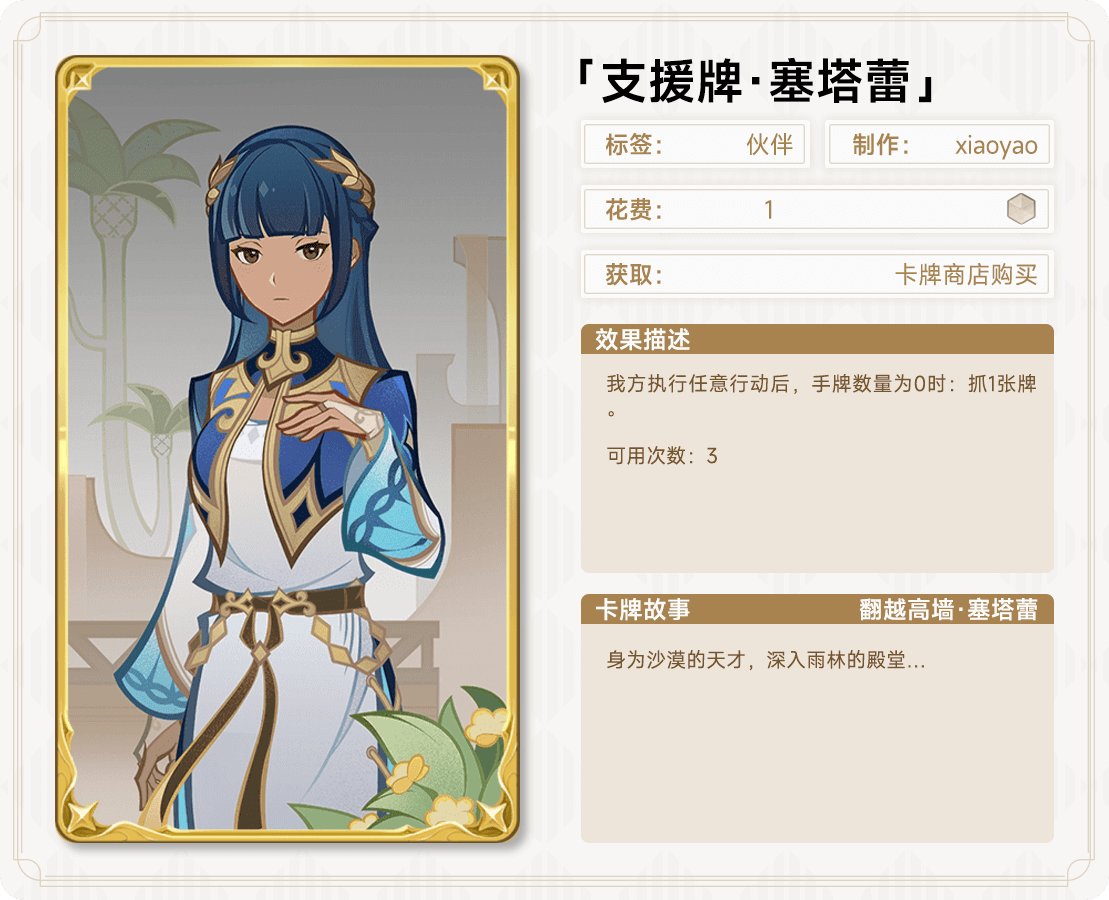 「支援牌·塞塔蕾」
标签: 伙伴 制作: xiaoyao
花费: 1
获取: 卡牌商店购买
效果描述
我方执行任意行动后，手牌数量为0时：抓1张牌
。
可用次数：3
卡牌故事 翻越高墙·塞塔蕾
身为沙漠的天才，深入雨林的殿堂...